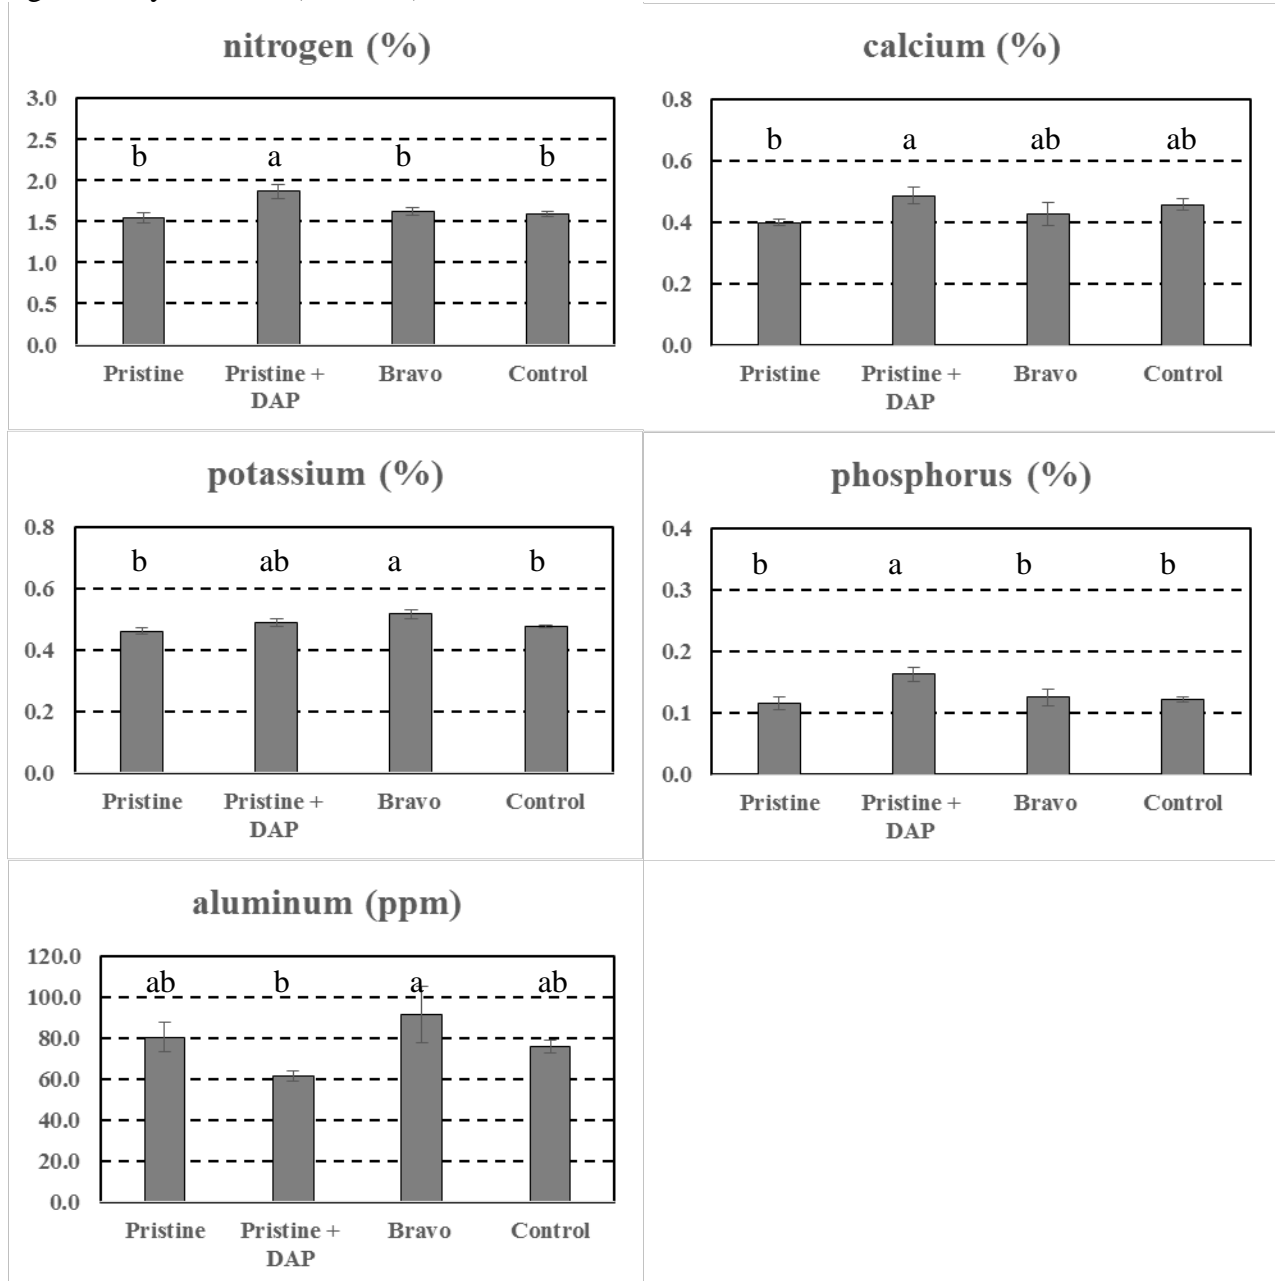 nitrogen (%)
3.0
2.5
2.0
1.5
1.0
0.5
0.0
b a b b
Pristine Pristine + DAP Bravo Control
calcium (%)
0.8
0.6
0.4
0.2
0.0
b a ab ab
Pristine Pristine + DAP Bravo Control
potassium (%)
0.8
0.6
0.4
0.2
0.0
b ab a b
Pristine Pristine + DAP Bravo Control
phosphorus (%)
0.4
0.3
0.2
0.1
0.0
b a b b
Pristine Pristine + DAP Bravo Control
aluminum (ppm)
120.0
100.0
80.0
60.0
40.0
20.0
0.0
ab b a ab
Pristine Pristine + DAP Bravo Control